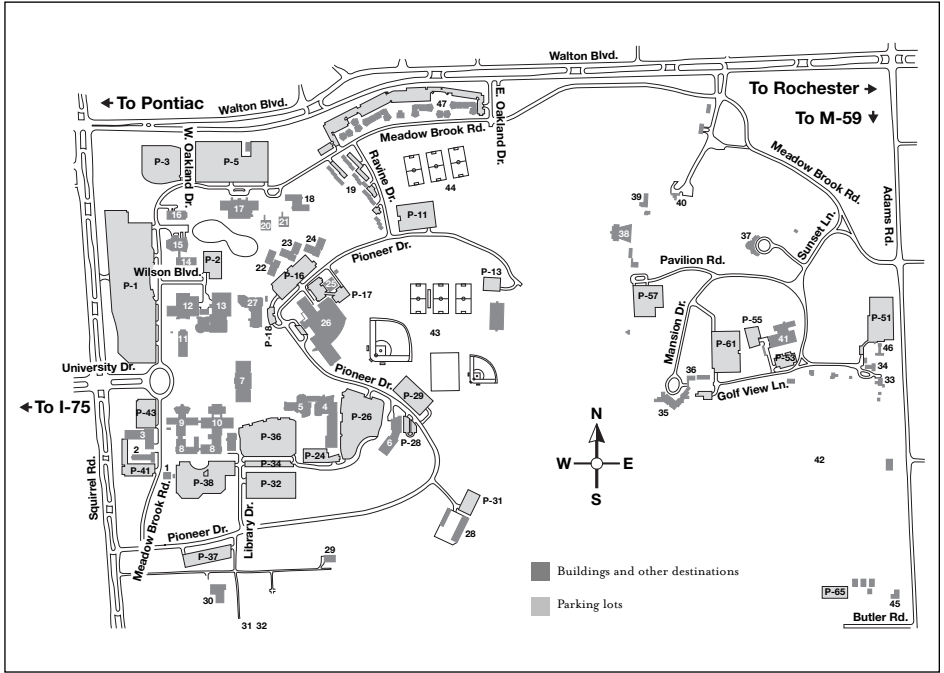 Walton Blvd.
To Pontiac
Walton Blvd.
To Rochester
To M-59
E. Oakland Dr.
47
Meadow Brook Rd.
W. Oakland Dr.
P-3
P-5
Ravine Dr.
44
Meadow Brook Rd.
Adams Rd.
19
18
17
16
20
21
P-11
39
40
38
37
Sunset Ln.
15
14
P-2
Wilson Blvd.
22
23
24
Pioneer Dr.
P-16
25
P-17
P-13
Pavilion Rd.
P-1
12
13
27
P-18
26
43
P-57
P-51
Mansion Dr.
P-61
P-55
41
P-53
46
34
33
11
University Dr.
7
Pioneer Dr.
P-29
36
35
Golf View Ln.
To I-75
P-43
3
2
P-41
1
9
10
8
8
P-36
5
4
P-26
6
P-28
P-24
P-34
P-32
P-38
N
W
E
S
42
Squirrel Rd.
Meadow Brook Rd.
Library Dr.
P-31
28
Pioneer Dr.
P-37
29
30
31 32
Buildings and other destinations
Parking lots
P-65
45
Butler Rd.